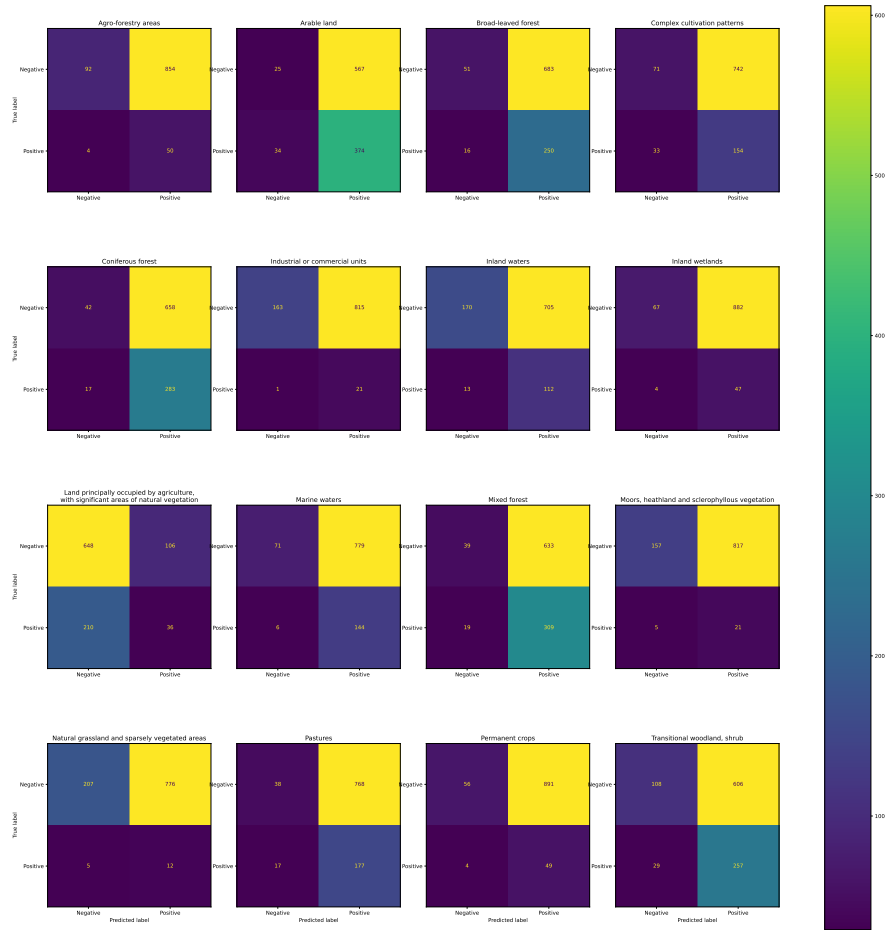 Agro-forestry areas
Arable land
Broad-leaved forest
Complex cultivation patterns
True label
Negative
92
854
Negative
25
567
Negative
51
683
Negative
71
742
Positive
4
50
Positive
34
374
Positive
16
250
Positive
33
154
Negative
Positive
Negative
Positive
Negative
Positive
Negative
Positive
Coniferous forest
Industrial or commercial units
Inland waters
Inland wetlands
True label
Negative
42
658
Negative
163
815
Negative
170
705
Negative
67
882
Positive
17
283
Positive
1
21
Positive
13
112
Positive
4
47
Negative
Positive
Negative
Positive
Negative
Positive
Negative
Positive
Land principally occupied by agriculture,
with significant areas of natural vegetation
Marine waters
Mixed forest
Moors, heathland and sclerophyllous vegetation
True label
Negative
648
106
Negative
71
779
Negative
39
633
Negative
157
817
Positive
210
36
Positive
6
144
Positive
19
309
Positive
5
21
Negative
Positive
Negative
Positive
Negative
Positive
Negative
Positive
Natural grassland and sparsely vegetated areas
Pastures
Permanent crops
Transitional woodland, shrub
True label
Negative
207
776
Negative
38
768
Negative
56
891
Negative
108
606
Positive
5
12
Positive
17
177
Positive
4
49
Positive
29
257
Negative
Positive
Negative
Positive
Negative
Positive
Negative
Positive
Predicted label
Predicted label
Predicted label
Predicted label
600
500
400
300
200
100